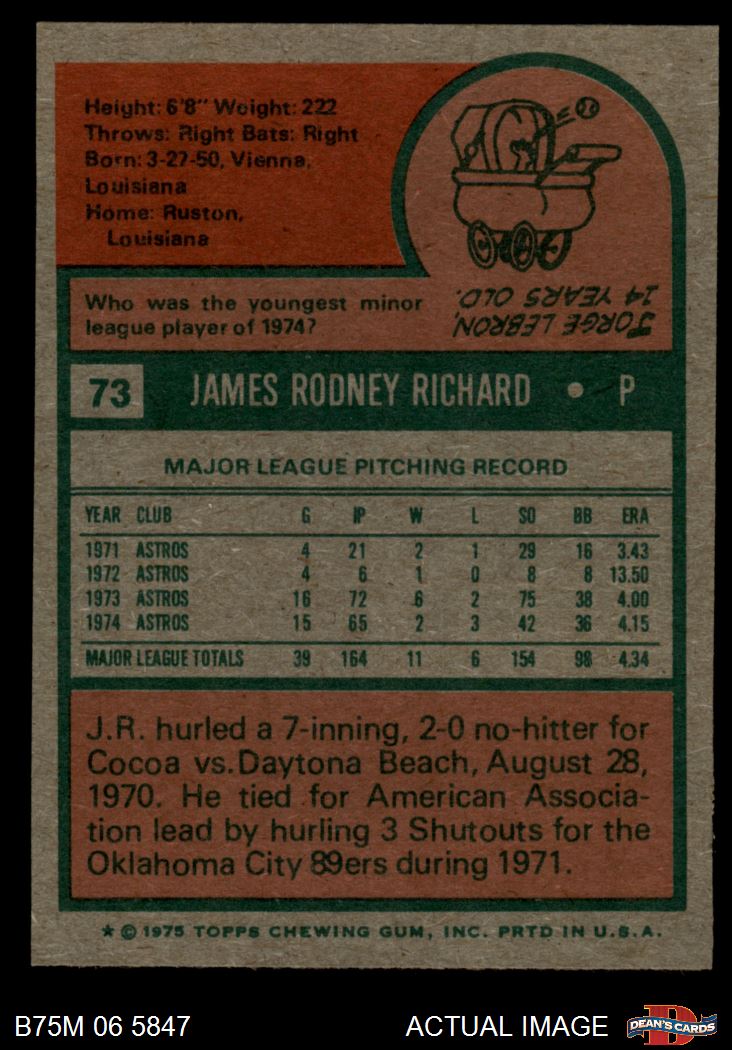 Height: 6'8" Weight: 222
Throws: Right Bats: Right
Born: 3-27-50, Vienna,
Louisiana
Home: Ruston,
Louisiana
Who was the youngest minor
league player of 1974?
JORGE LEBRON,
14 YEARS OLD.
73 JAMES RODNEY RICHARD • P
MAJOR LEAGUE PITCHING RECORD
YEAR CLUB G IP W L SO BB ERA
1971 ASTROS 4 21 2 1 29 16 3.43
1972 ASTROS 4 6 1 0 8 8 13.50
1973 ASTROS 16 72 6 2 75 38 4.00
1974 ASTROS 15 65 2 3 42 36 4.15
MAJOR LEAGUE TOTALS 39 164 11 6 154 98 4.34
J.R. hurled a 7-inning, 2-0 no-hitter for
Cocoa vs. Daytona Beach, August 28,
1970. He tied for American Associa-
tion lead by hurling 3 Shutouts for the
Oklahoma City 89ers during 1971.
★ © 1975 TOPPS CHEWING GUM, INC. PRTD IN U.S.A.
B75M 06 5847 ACTUAL IMAGE DEAN'S CARDS